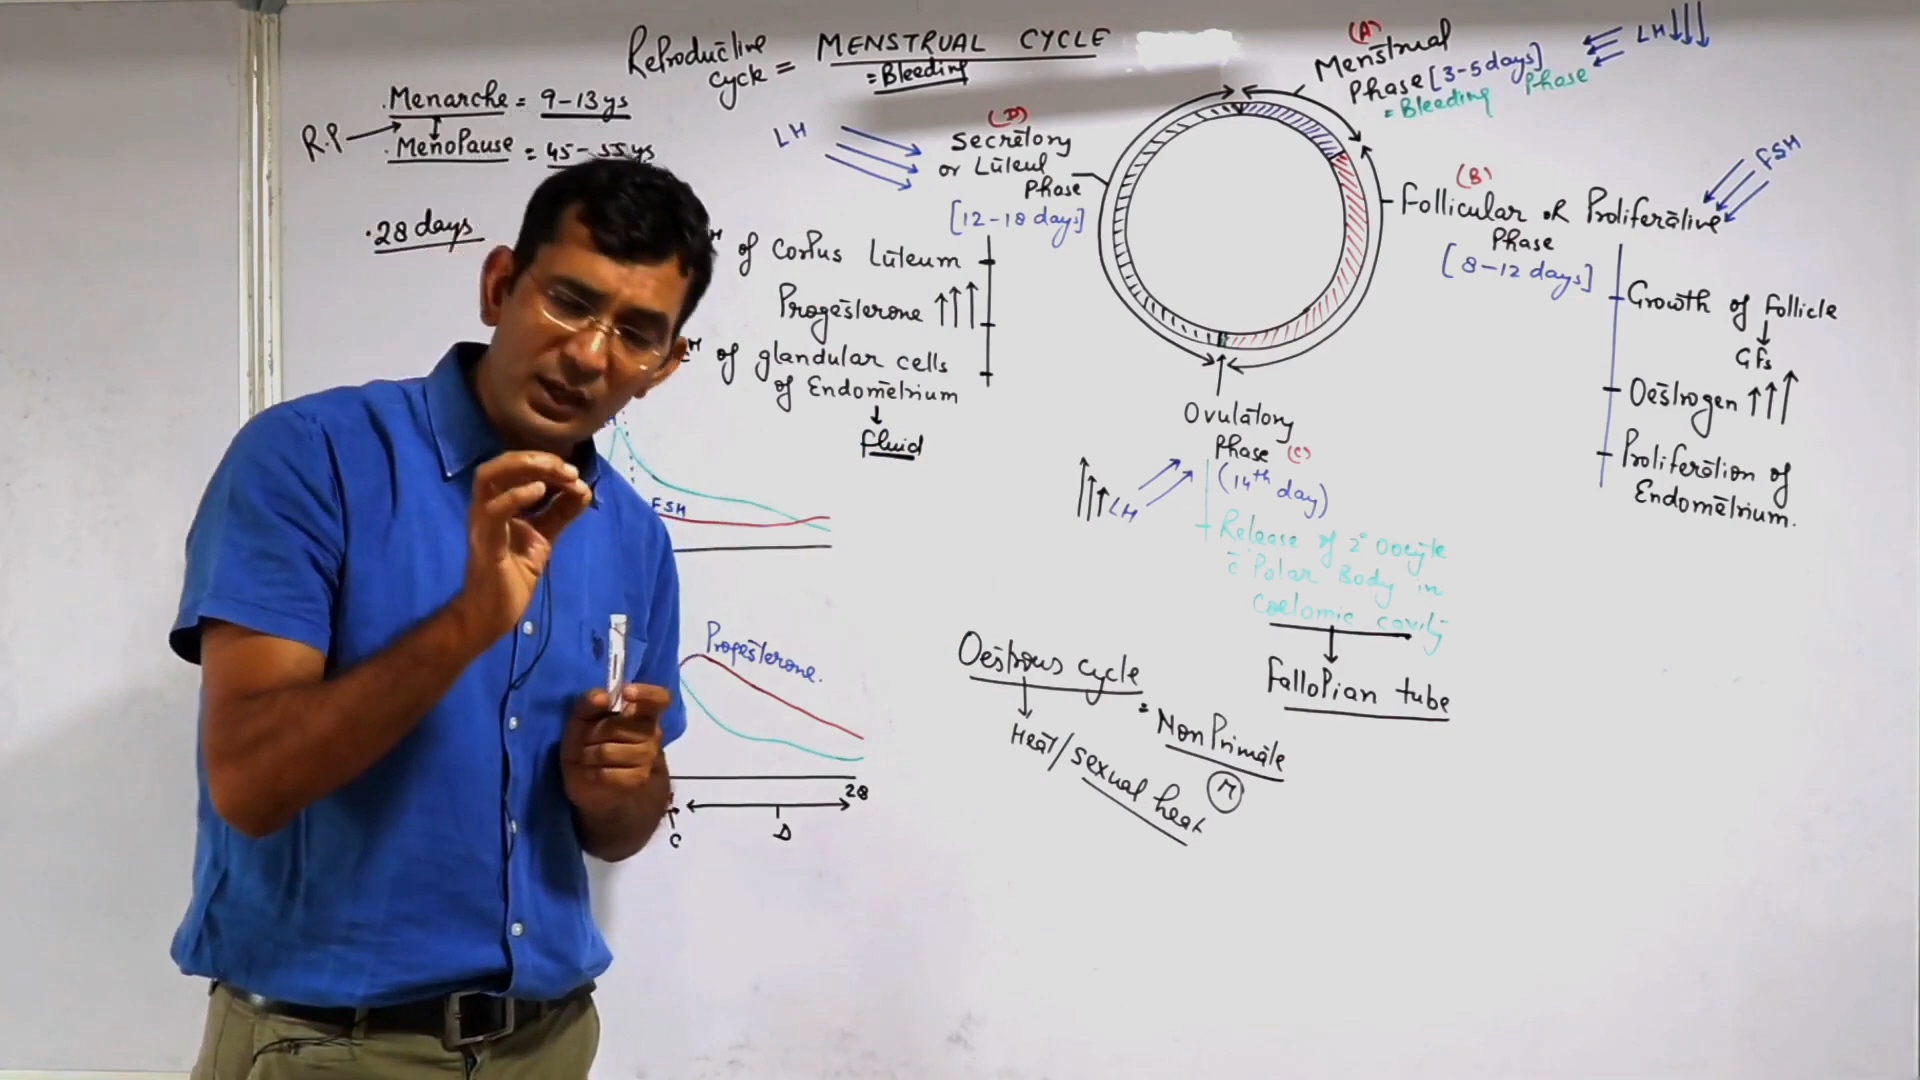 Reproductive cycle = MENSTRUAL CYCLE
= Bleeding
.Menarche = 9-13 ys
R.P
.Menopause = 45-55 ys
.28 days
(A)
Menstrual
Phase [3-5 days]
= Bleeding Phase
LH
(B)
Follicular OR Proliferative
Phase
[8-12 days]
FSH
Growth of follicle
GFs
Oestrogen
Proliferation of
Endometrium.
Ovulatory
Phase (C)
(14th day)
LH
Release of 2° Oocyte
c̄ Polar Body in
Coelomic cavity
Fallopian tube
(D)
Secretory
or Luteul
Phase
[12-18 days]
LH
of Corpus Luteum
Progesterone
of glandular cells
of Endometrium
fluid
FSH
Progesterone.
28
C
D
Oestrous cycle
= Non Primate
Heat/sexual heat